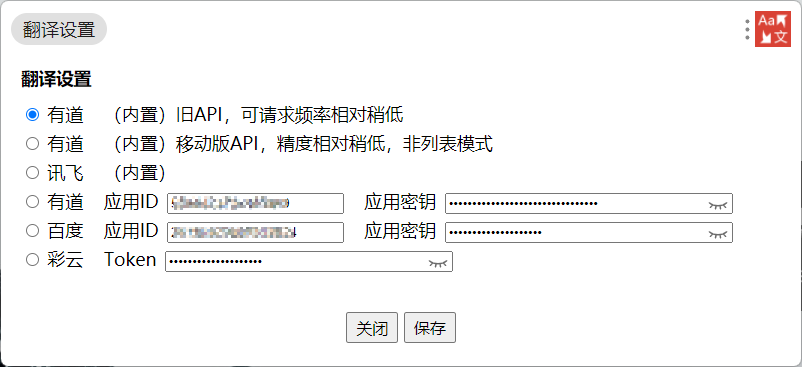 翻译设置
Aa 文
翻译设置
有道 （内置）旧API，可请求频率相对稍低
有道 （内置）移动版API，精度相对稍低，非列表模式
讯飞 （内置）
有道 应用ID 应用密钥
百度 应用ID 应用密钥
彩云 Token
关闭 保存